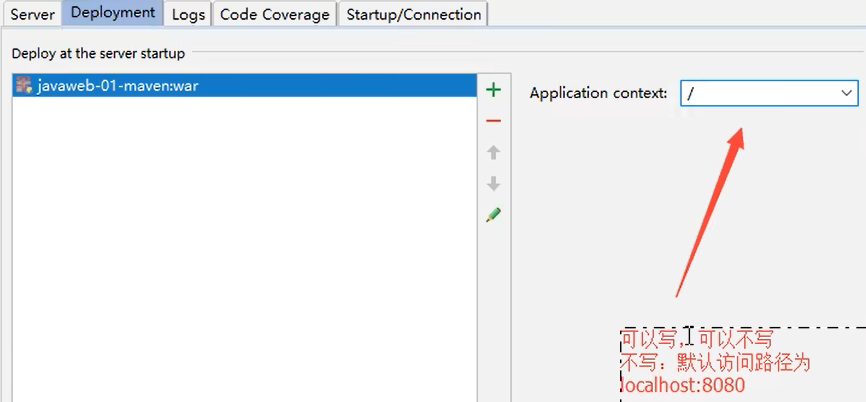 Server Deployment Logs Code Coverage Startup/Connection
Deploy at the server startup
javaweb-01-maven:war
Application context: /
可以写，可以不写
不写：默认访问路径为
localhost:8080